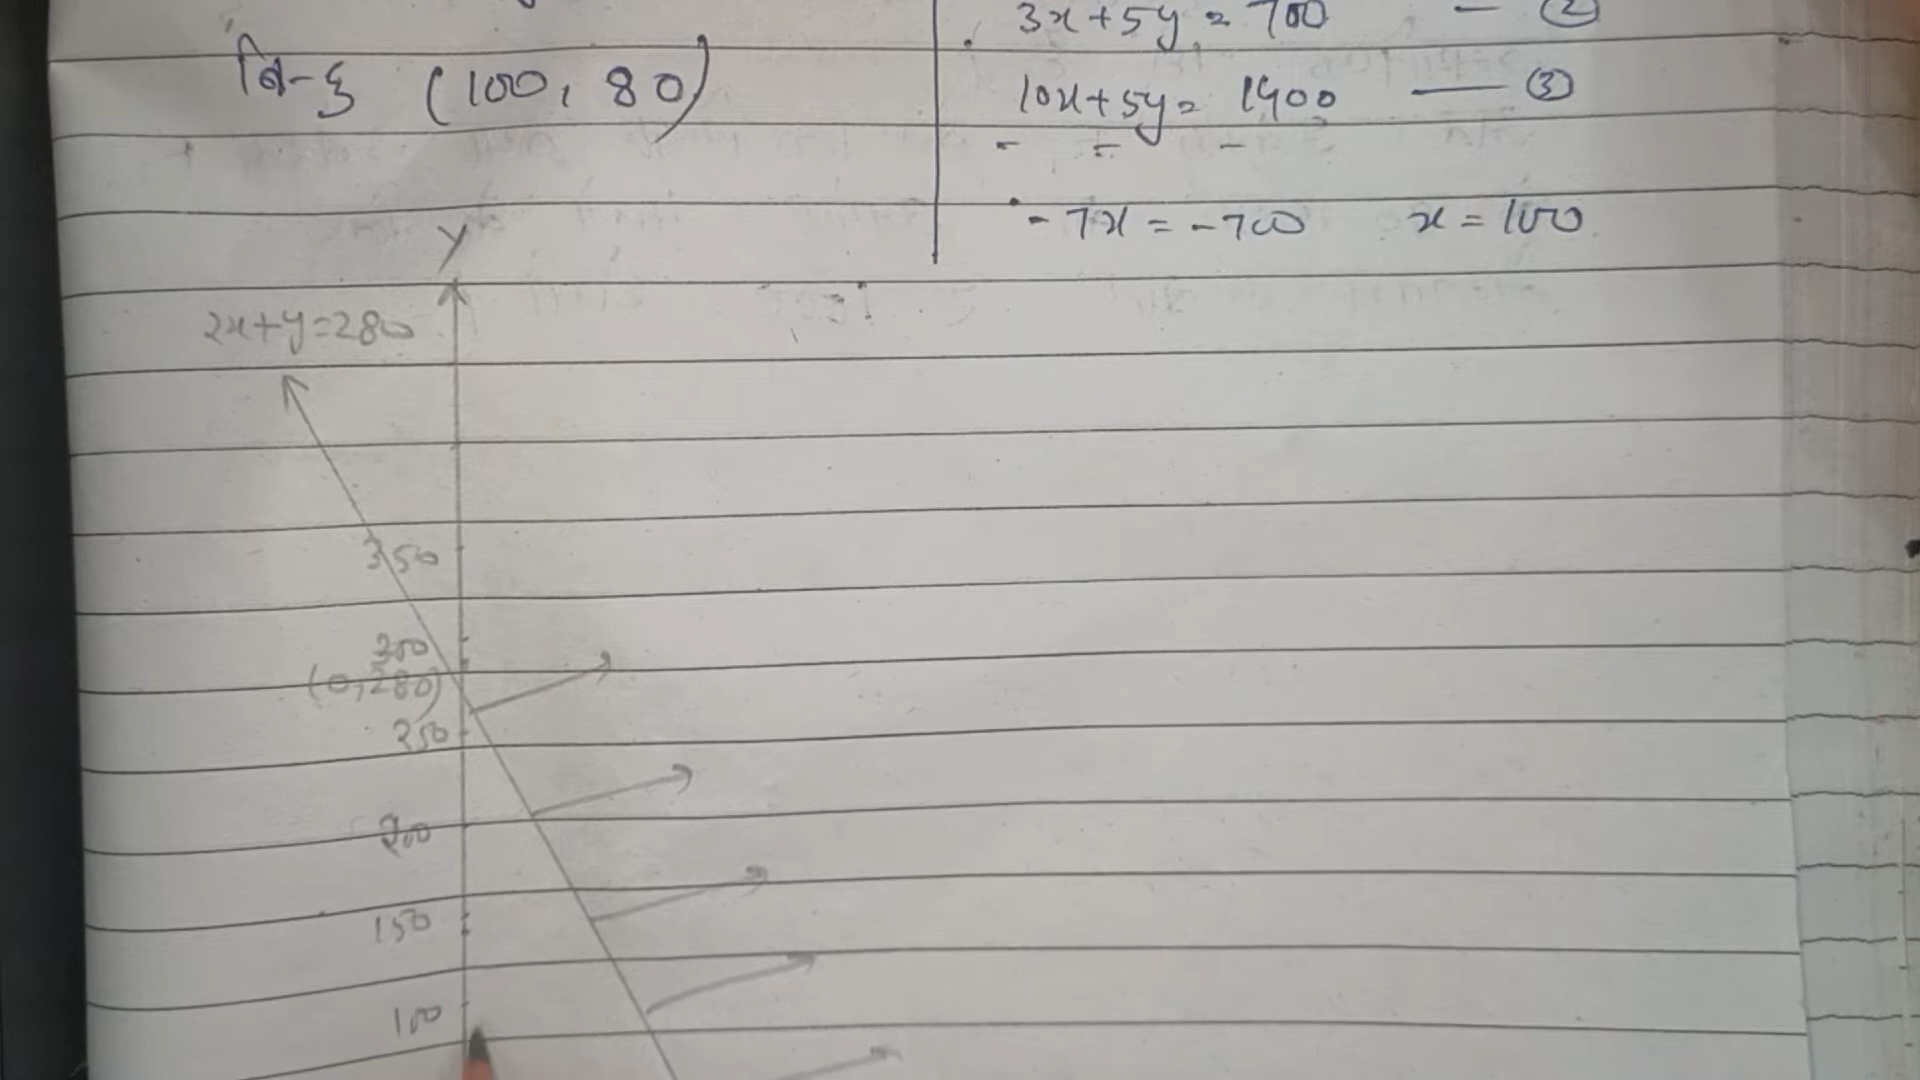 बिन्दु (100, 80)
3x+5y = 700 — ②
10x+5y = 1400 — ③
- - -
-7x = -700 x = 100
Y
2x+y=280
350
300
(0,280)
250
200
150
100